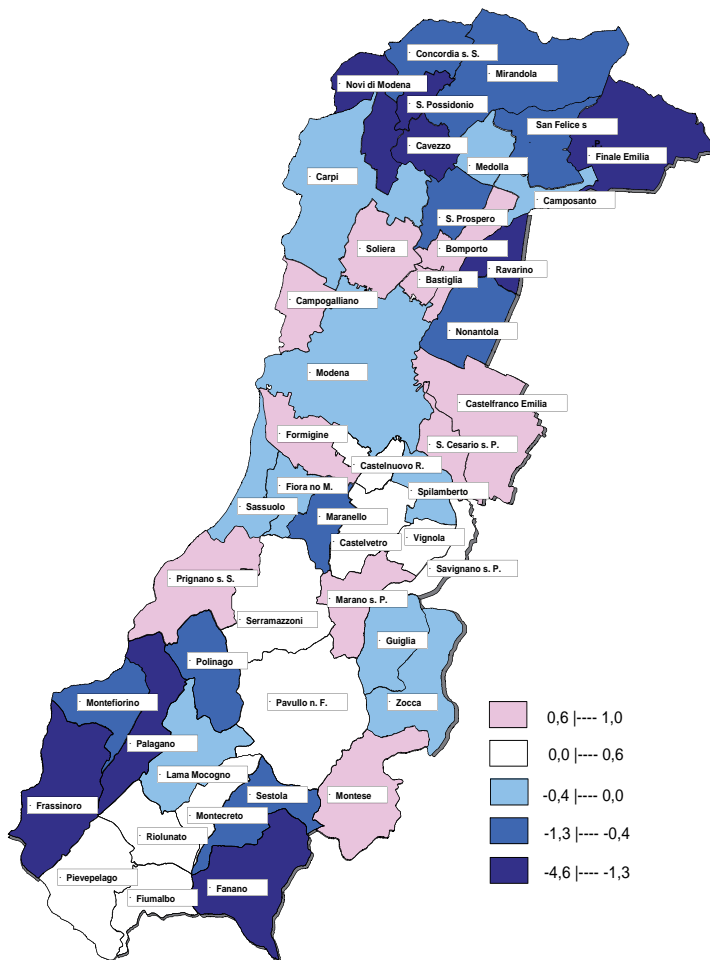 Concordia s. S.
Mirandola
Novi di Modena
S. Possidonio
San Felice s
P.
Cavezzo
Finale Emilia
Medolla
Carpi
Camposanto
S. Prospero
Soliera
Bomporto
Ravarino
Bastiglia
Campogalliano
Nonantola
Modena
Castelfranco Emilia
Formigine
S. Cesario s. P.
Castelnuovo R.
Fiora no M.
Spilamberto
Sassuolo
Maranello
Vignola
Castelvetro
Savignano s. P.
Prignano s. S.
Marano s. P.
Serramazzoni
Guiglia
Polinago
Montefiorino
Pavullo n. F.
Zocca
0,6 |---- 1,0
Palagano
0,0 |---- 0,6
Lama Mocogno
Sestola
Montese
-0,4 |---- 0,0
Frassinoro
Montecreto
Riolunato
-1,3 |---- -0,4
Pievepelago
Fanano
-4,6 |---- -1,3
Fiumalbo